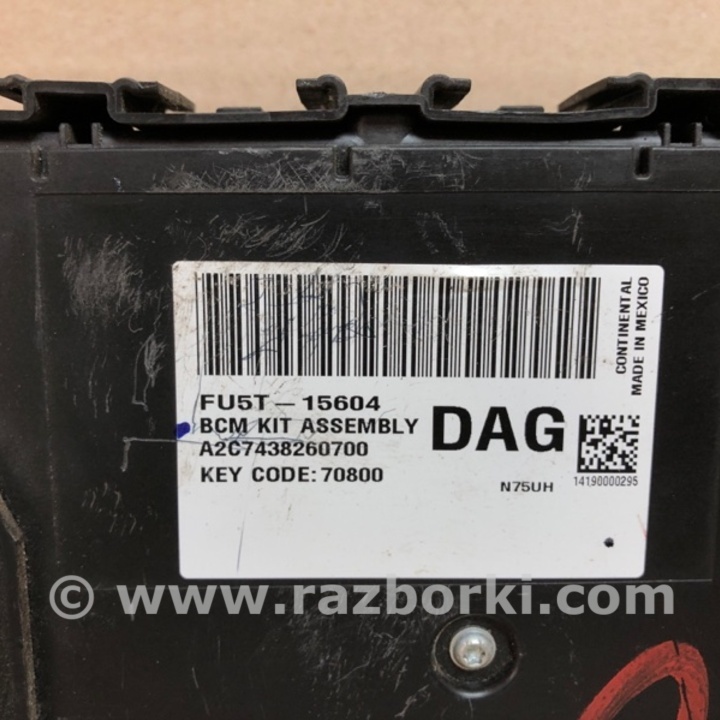 CONTINENTAL
MADE IN MEXICO
FU5T-15604
BCM KIT ASSEMBLY
DAG
A2C7438260700
KEY CODE: 70800
N75UH
14190000295
© www.razborki.com